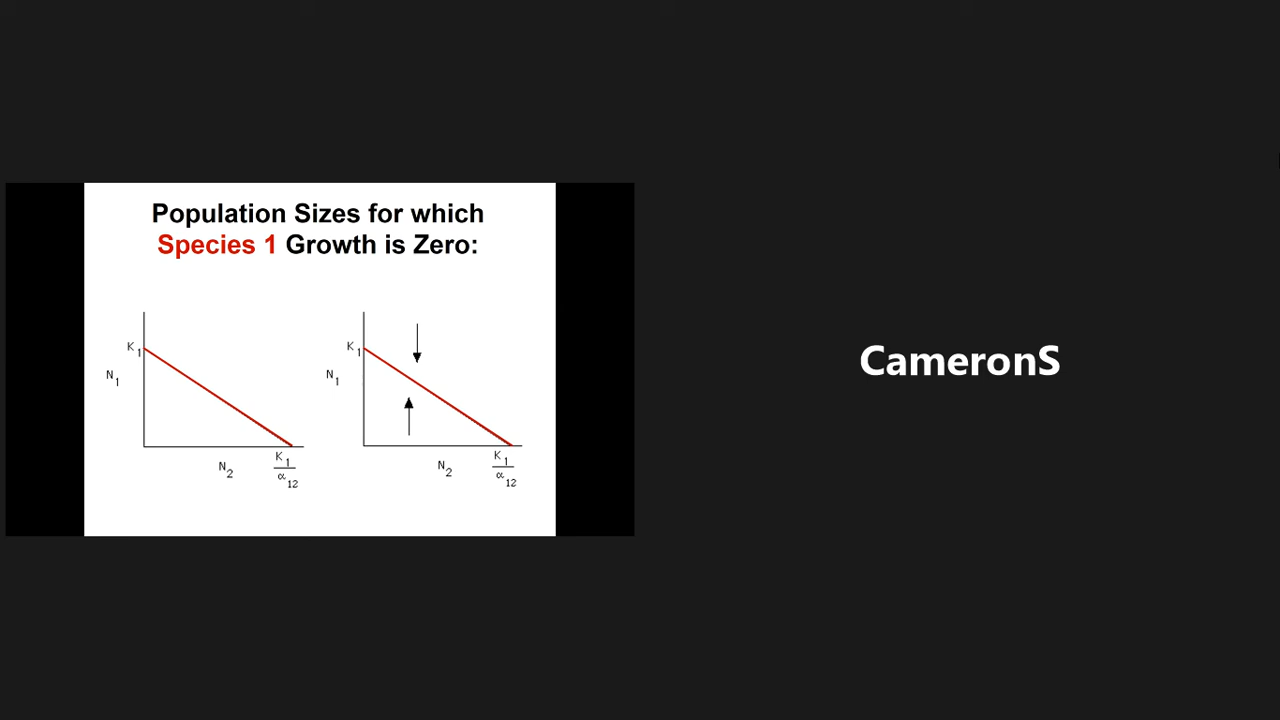 Population Sizes for which
Species 1 Growth is Zero:
K1
N1
N2
K1
α12
K1
N1
N2
K1
α12
CameronS